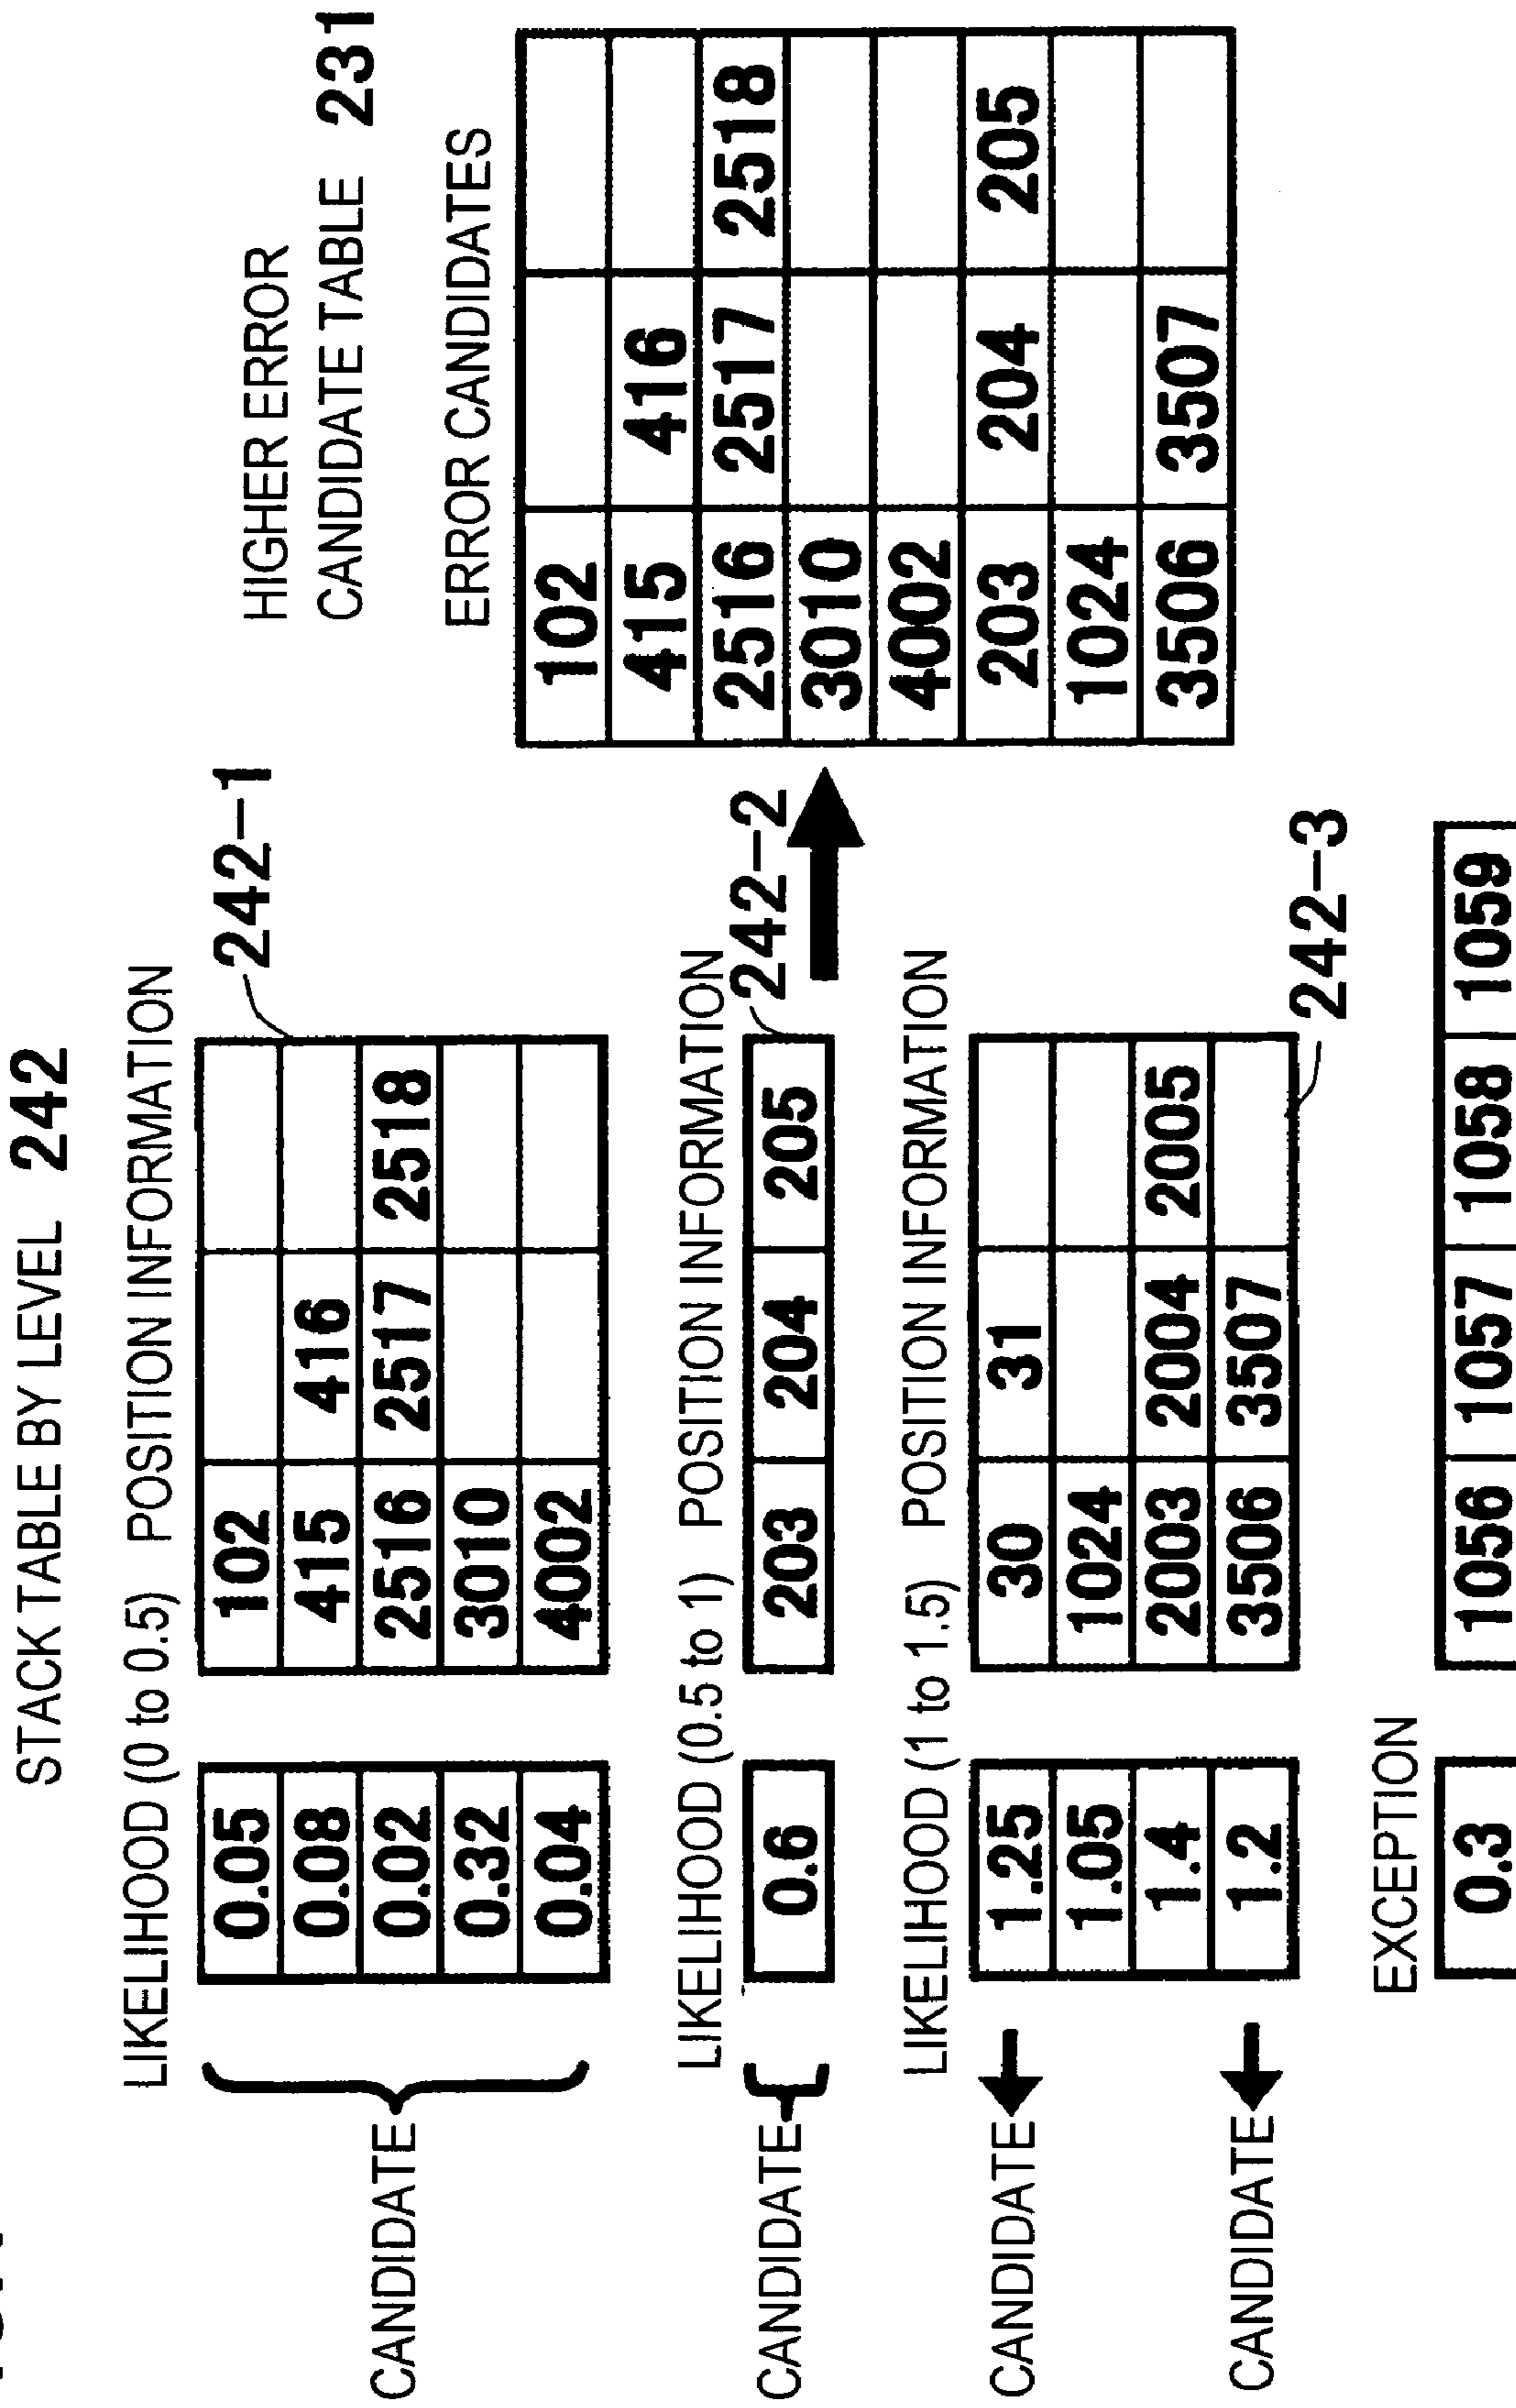 STACK TABLE BY LEVEL 242
LIKELIHOOD (0 to 0.5) POSITION INFORMATION
242-1
0.05 102
0.08 415 416
0.02 2516 2517 2518
0.32 3010
0.04 4002
CANDIDATE
LIKELIHOOD (0.5 to 1) POSITION INFORMATION
242-2
0.6 203 204 205
CANDIDATE
LIKELIHOOD (1 to 1.5) POSITION INFORMATION
1.25 30 31
1.05 1024
1.4 2003 2004 2005
1.2 3506 3507
242-3
CANDIDATE
CANDIDATE
EXCEPTION
0.3 1056 1057 1058 1059
HIGHER ERROR
CANDIDATE TABLE 231
ERROR CANDIDATES
102
415 416
2516 2517 2518
3010
4002
203 204 205
1024
3506 3507